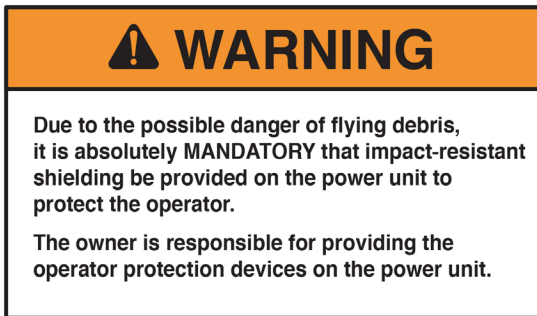 WARNING
Due to the possible danger of flying debris,
it is absolutely MANDATORY that impact-resistant
shielding be provided on the power unit to
protect the operator.
The owner is responsible for providing the
operator protection devices on the power unit.